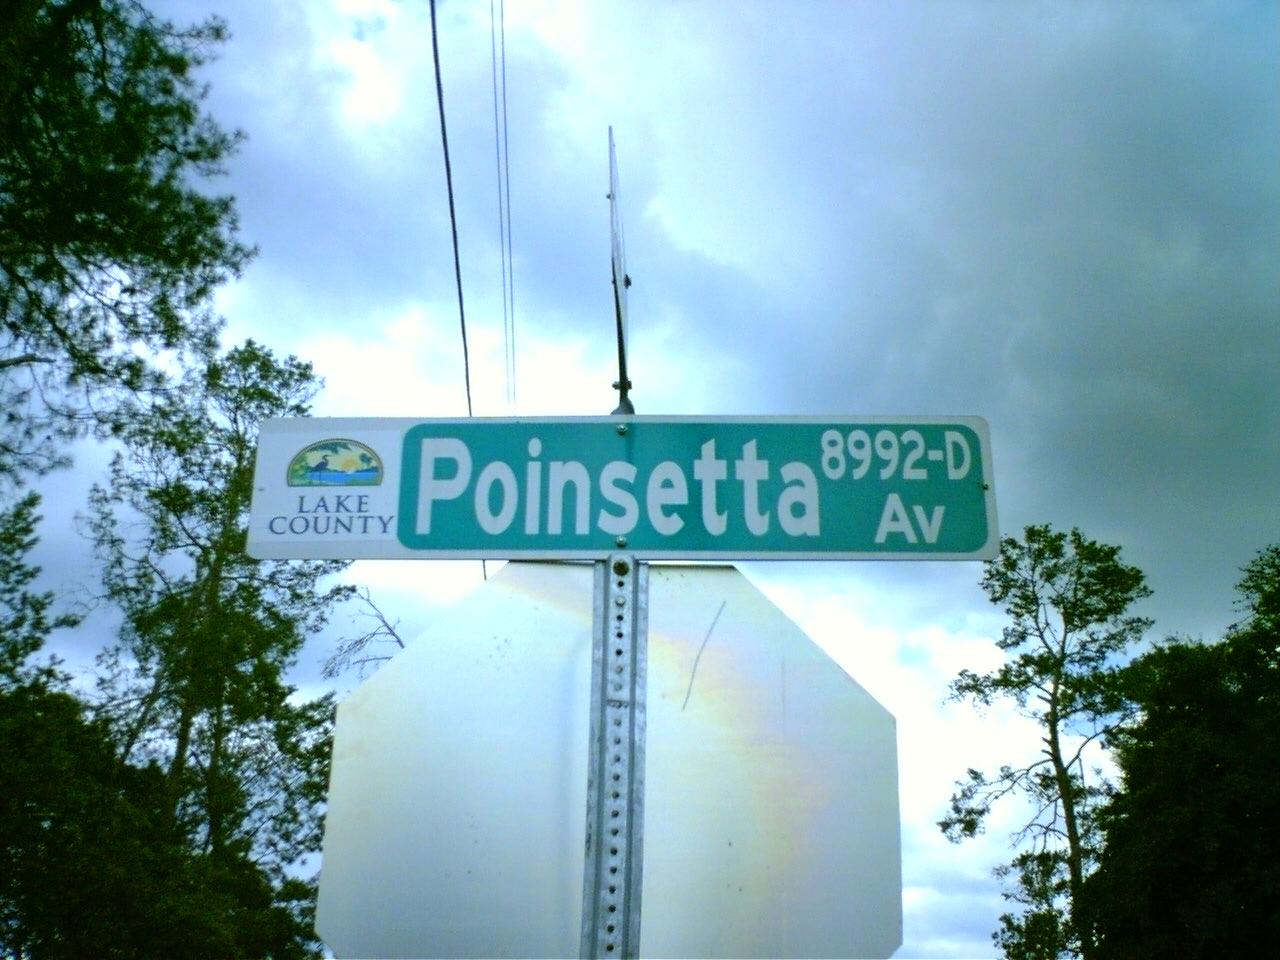 LAKE
COUNTY
Poinsetta
8992-D
Av